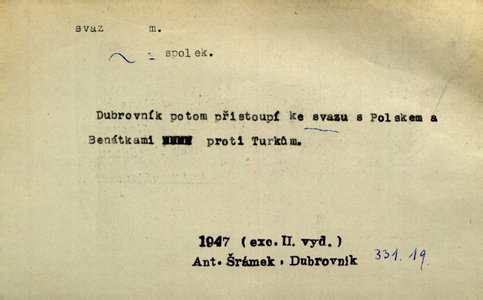 svaz m.
= spolek.
Dubrovník potom přistoupí ke svazu s Polskem a
Benátkami proti Turkům.
1947 (exc. II. vyd.)
Ant. Šrámek, Dubrovník 331.19.